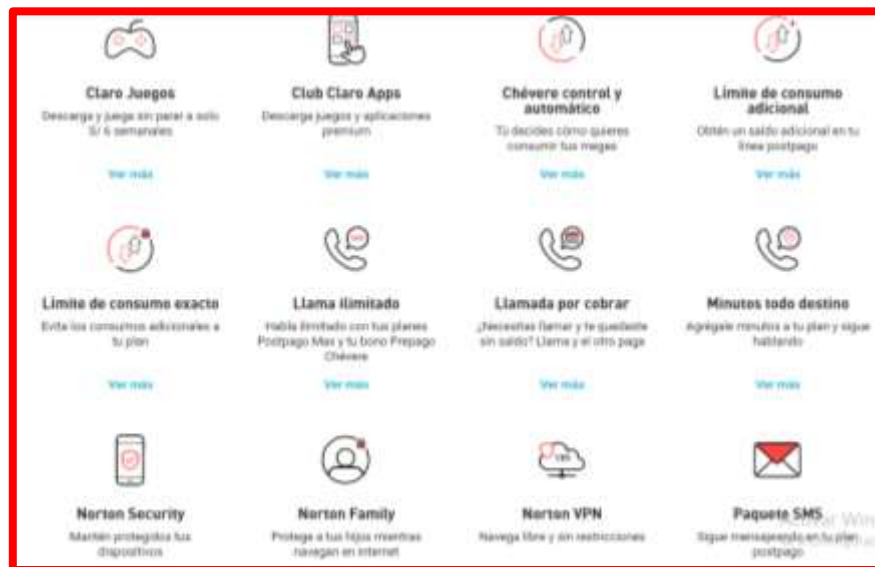 Claro Juegos
Descarga y juega sin parar a solo
S/ 6 semanales
Ver más
Club Claro Apps
Descarga juegos y aplicaciones
premium
Ver más
Chévere control y
automático
Tú decides cómo quieres
consumir tus megas
Ver más
Límite de consumo
adicional
Obtén un saldo adicional en tu
línea postpago
Ver más
Límite de consumo exacto
Evita los consumos adicionales a
tu plan
Ver más
Llama ilimitado
Habla ilimitado con tus planes
Postpago Max y tu bono Prepago
Chévere
Ver más
Llamada por cobrar
¿Necesitas llamar y te quedaste
sin saldo? Llama y el otro paga
Ver más
Minutos todo destino
Agrégale minutos a tu plan y sigue
hablando
Ver más
Norton Security
Mantén protegidos tus
dispositivos
Norton Family
Protege a tus hijos mientras
navegan en internet
VPN
Norton VPN
Navega libre y sin restricciones
Paquete SMS
Sigue mensajeando en tu plan
postpago
Activar Win